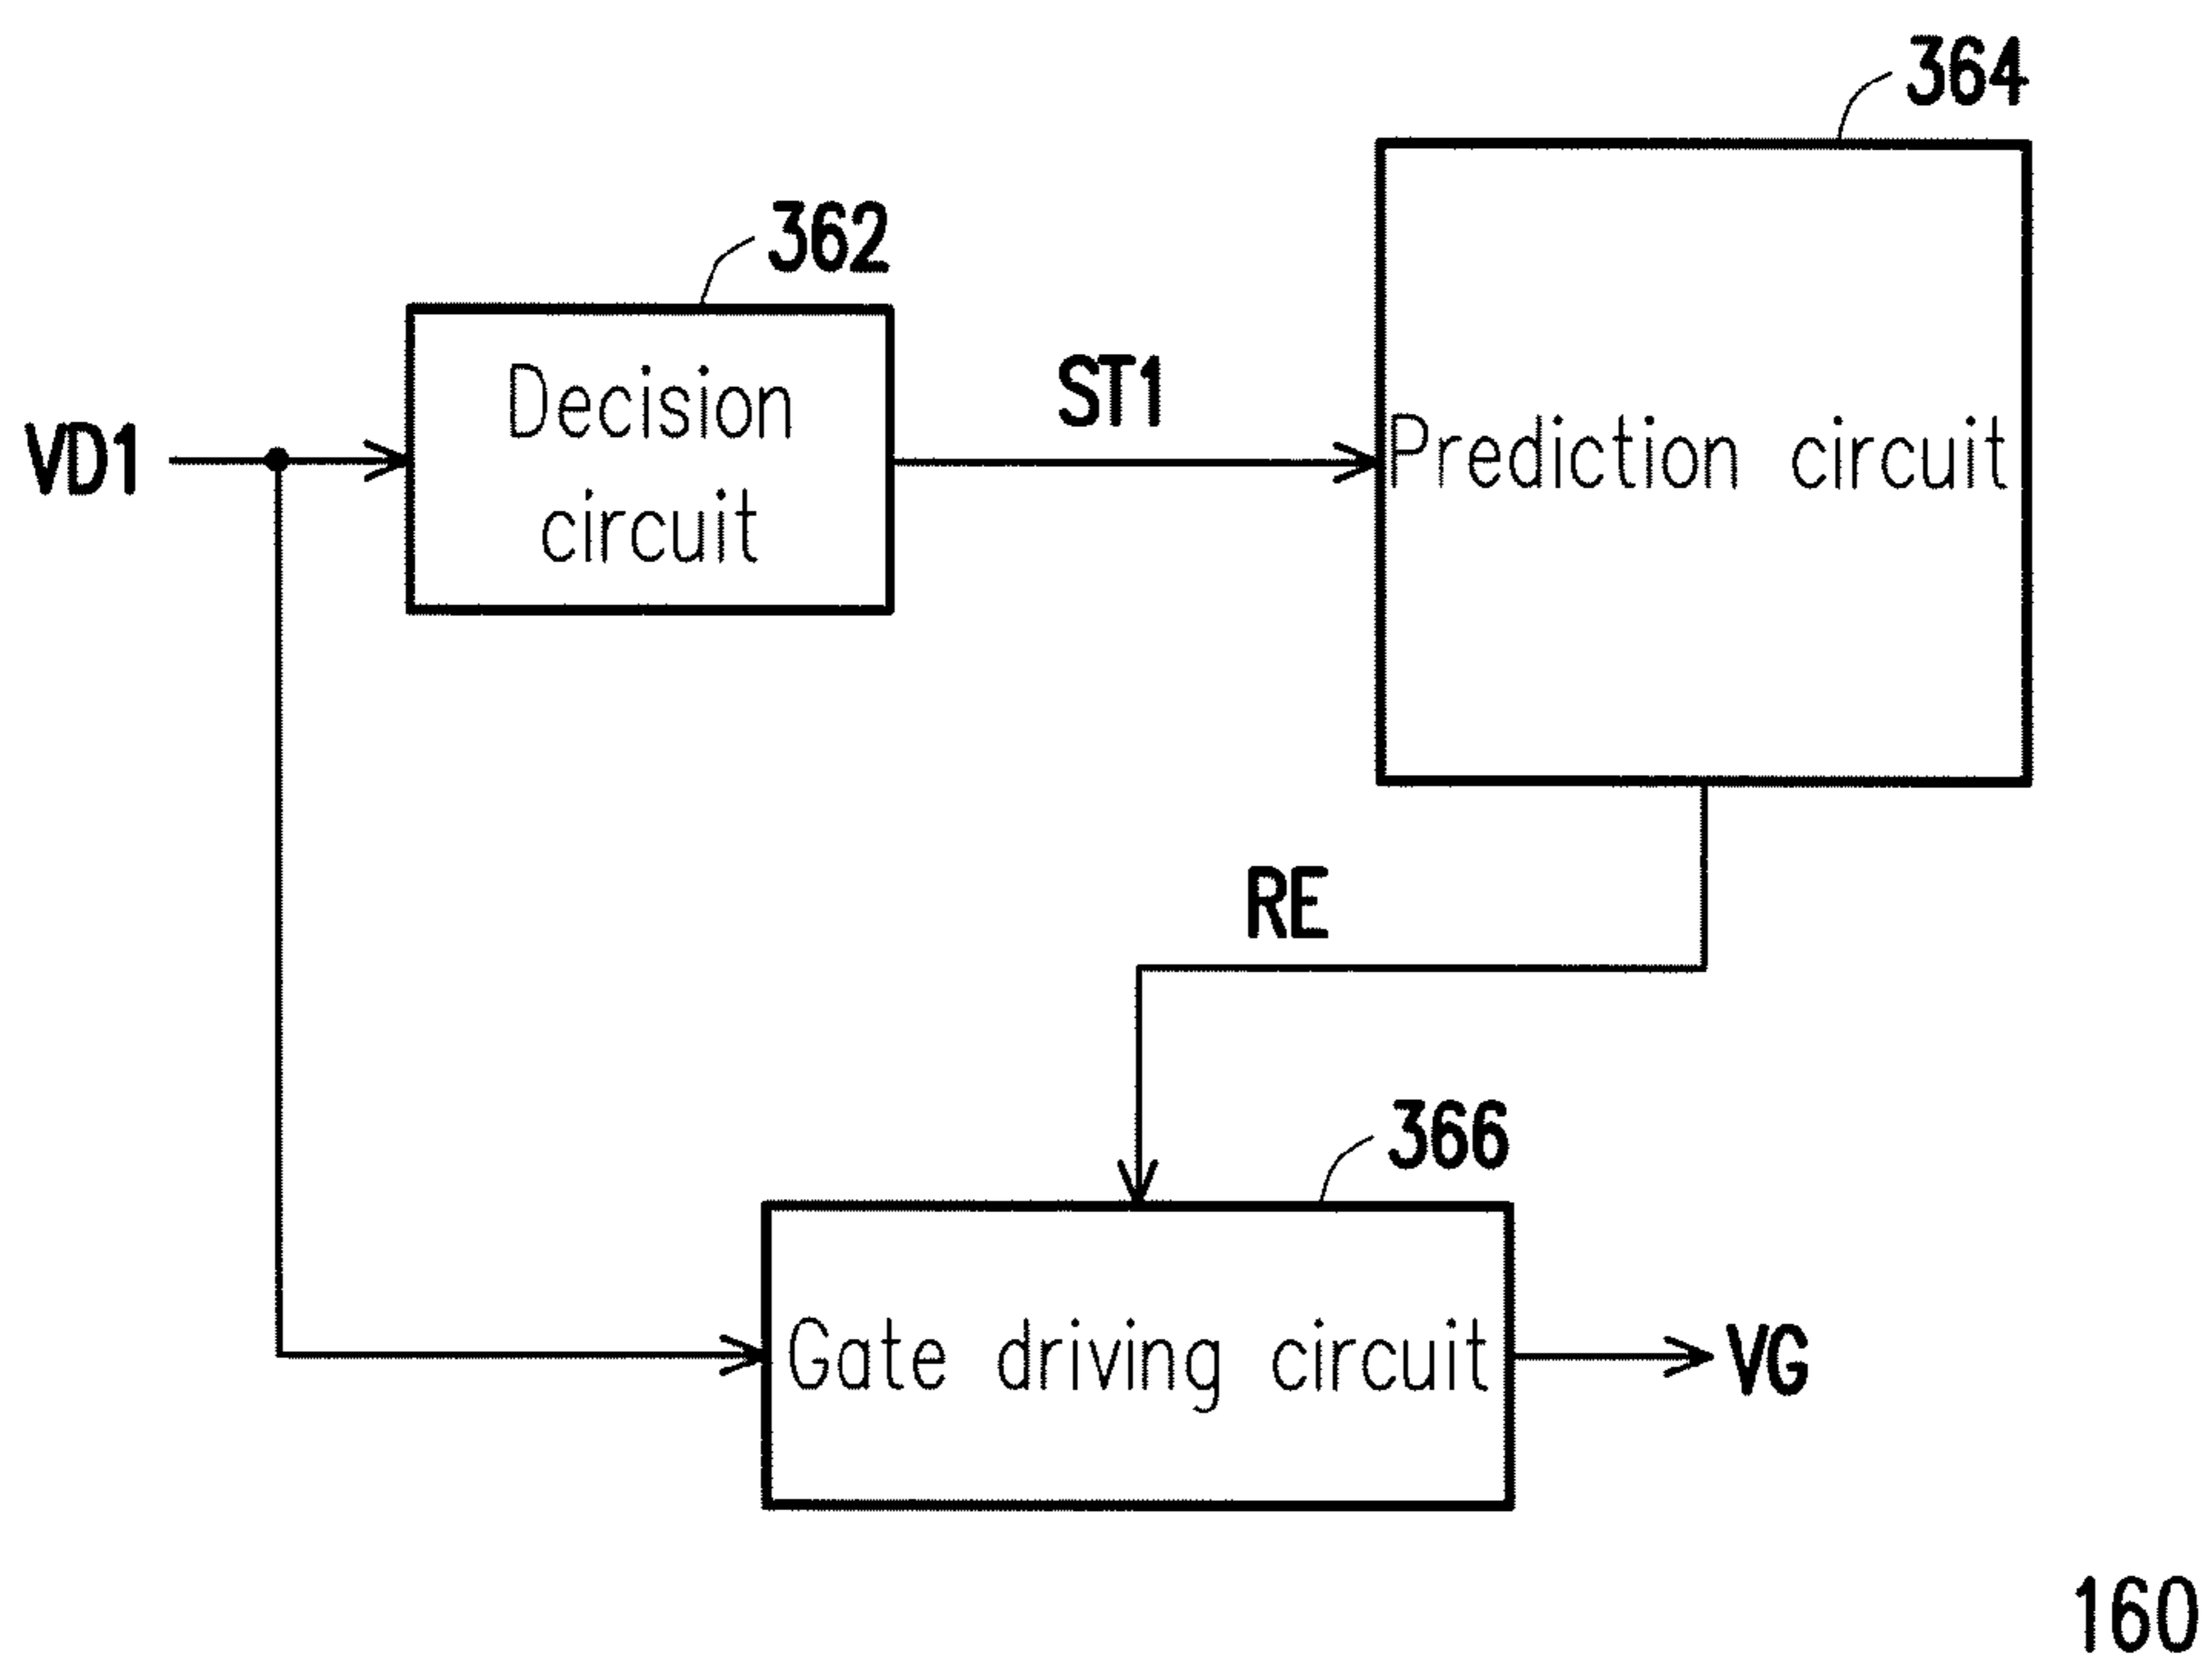 364
362
Decision
circuit
ST1
VD1
Prediction circuit
RE
366
Gate driving circuit
VG
160